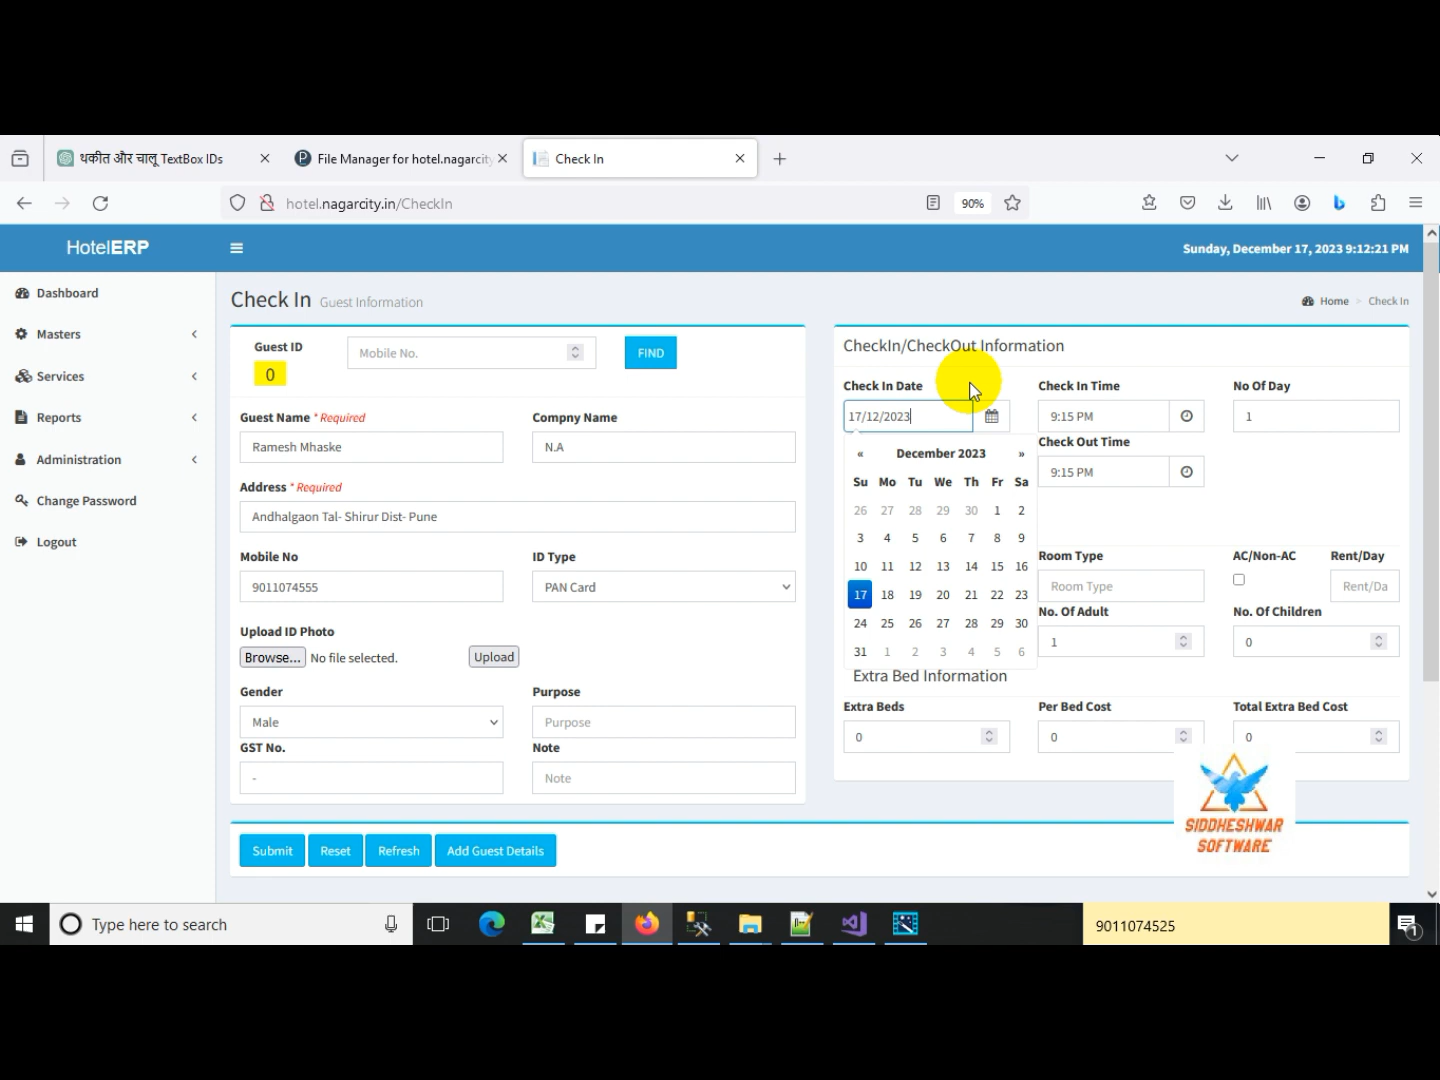 थकीत और चालू TextBox IDs
File Manager for hotel.nagarcity
Check In
hotel.nagarcity.in/CheckIn
90%
HotelERP
Sunday, December 17, 2023 9:12:21 PM
Dashboard
Masters
Services
Reports
Administration
Change Password
Logout
Check In Guest Information
Home > Check In
Guest ID
0
Mobile No.
FIND
Guest Name * Required
Compny Name
Ramesh Mhaske
N.A
Address * Required
Andhalgaon Tal- Shirur Dist- Pune
Mobile No
ID Type
9011074555
PAN Card
Upload ID Photo
Browse... No file selected.
Upload
Gender
Purpose
Male
Purpose
GST No.
Note
-
Note
CheckIn/CheckOut Information
Check In Date
Check In Time
No Of Day
17/12/2023
9:15 PM
1
Check Out Time
9:15 PM
« December 2023 »
Su Mo Tu We Th Fr Sa
26 27 28 29 30 1 2
3 4 5 6 7 8 9
10 11 12 13 14 15 16
17 18 19 20 21 22 23
24 25 26 27 28 29 30
31 1 2 3 4 5 6
Room Type
AC/Non-AC
Rent/Day
Room Type
Rent/Da
No. Of Adult
No. Of Children
1
0
Extra Bed Information
Extra Beds
Per Bed Cost
Total Extra Bed Cost
0
0
0
SIDDHESHWAR
SOFTWARE
Submit
Reset
Refresh
Add Guest Details
Type here to search
9011074525
1